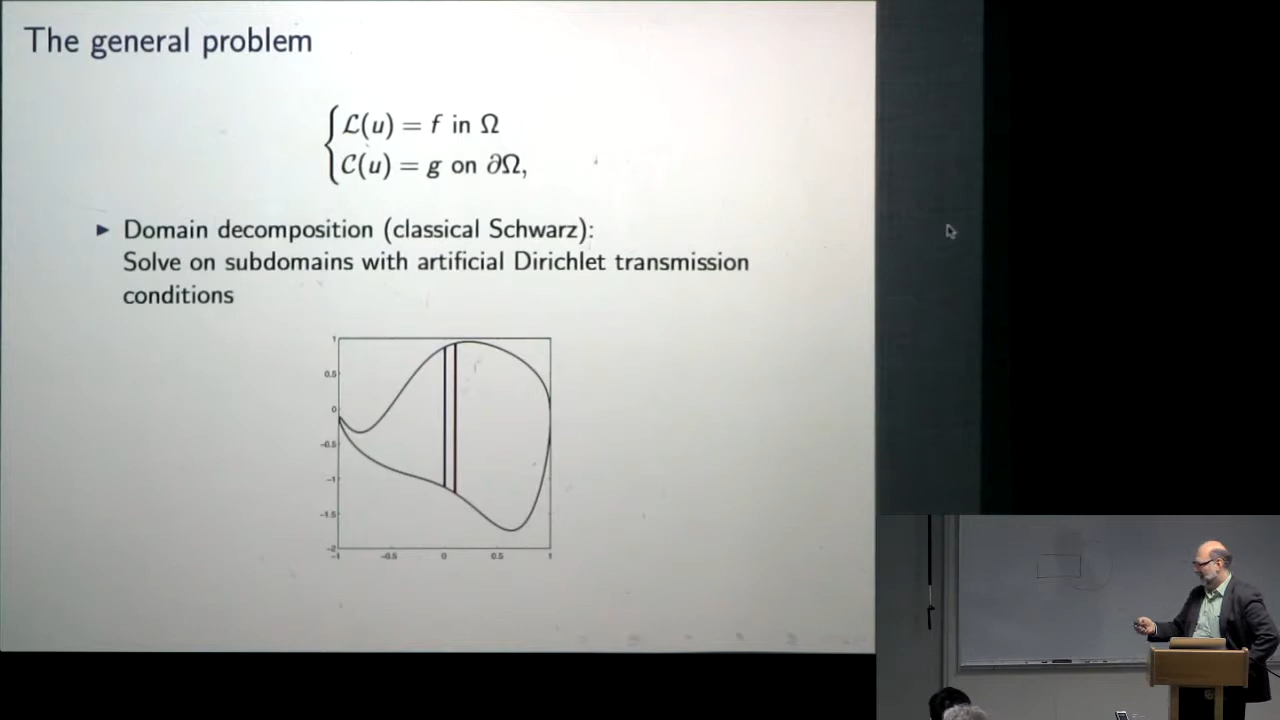 The general problem
ℒ(u) = f in Ω
𝒞(u) = g on ∂Ω,
► Domain decomposition (classical Schwarz):
Solve on subdomains with artificial Dirichlet transmission
conditions
1
0.5
0
-0.5
-1
-1.5
-2
-1 -0.5 0 0.5 1